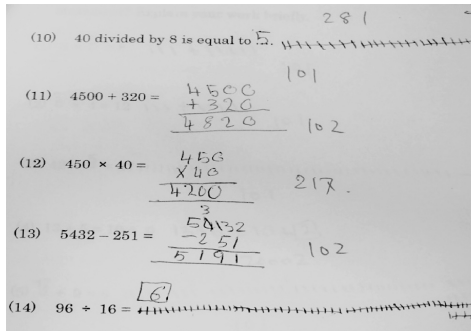 281
(10) 40 divided by 8 is equal to 5.
101
(11) 4500 + 320 = 4500
+320
4820
102
(12) 450 × 40 = 450
×40
4200
217.
3
(13) 5432 – 251 = 5432
–251
5191
102
6
(14) 96 ÷ 16 =